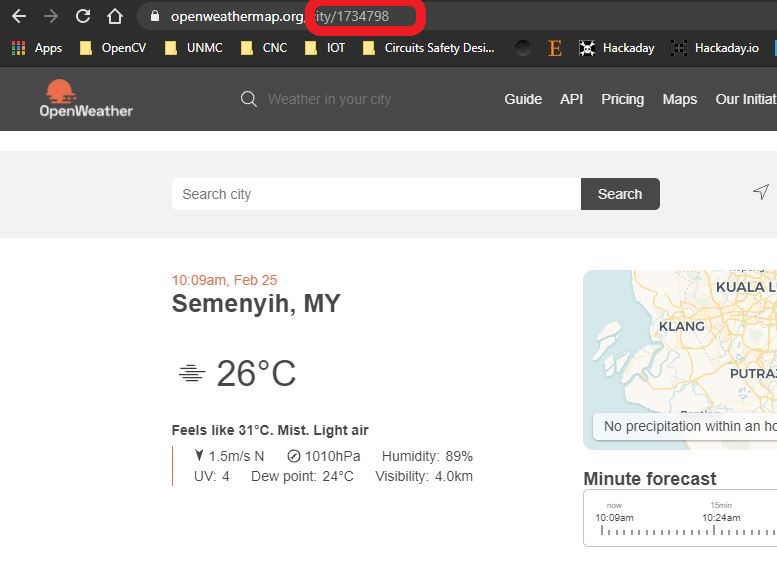 openweathermap.org/city/1734798
Apps OpenCV UNMC CNC IOT Circuits Safety Desi... E Hackaday Hackaday.io
OpenWeather
Weather in your city
Guide API Pricing Maps Our Initiat
Search city
Search
10:09am, Feb 25
Semenyih, MY
26°C
Feels like 31°C. Mist. Light air
1.5m/s N 1010hPa Humidity: 89%
UV: 4 Dew point: 24°C Visibility: 4.0km
KUALA L
KLANG
PUTRAJ
No precipitation within an ho
Minute forecast
now 15min
10:09am 10:24am